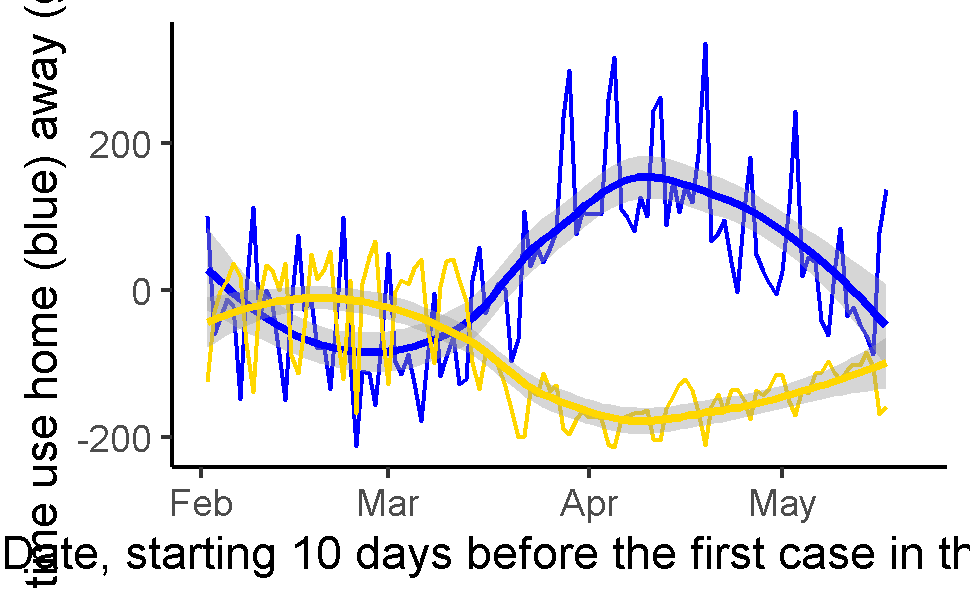 time use home (blue) away (
200
0
-200
Feb Mar Apr May
Date, starting 10 days before the first case in th